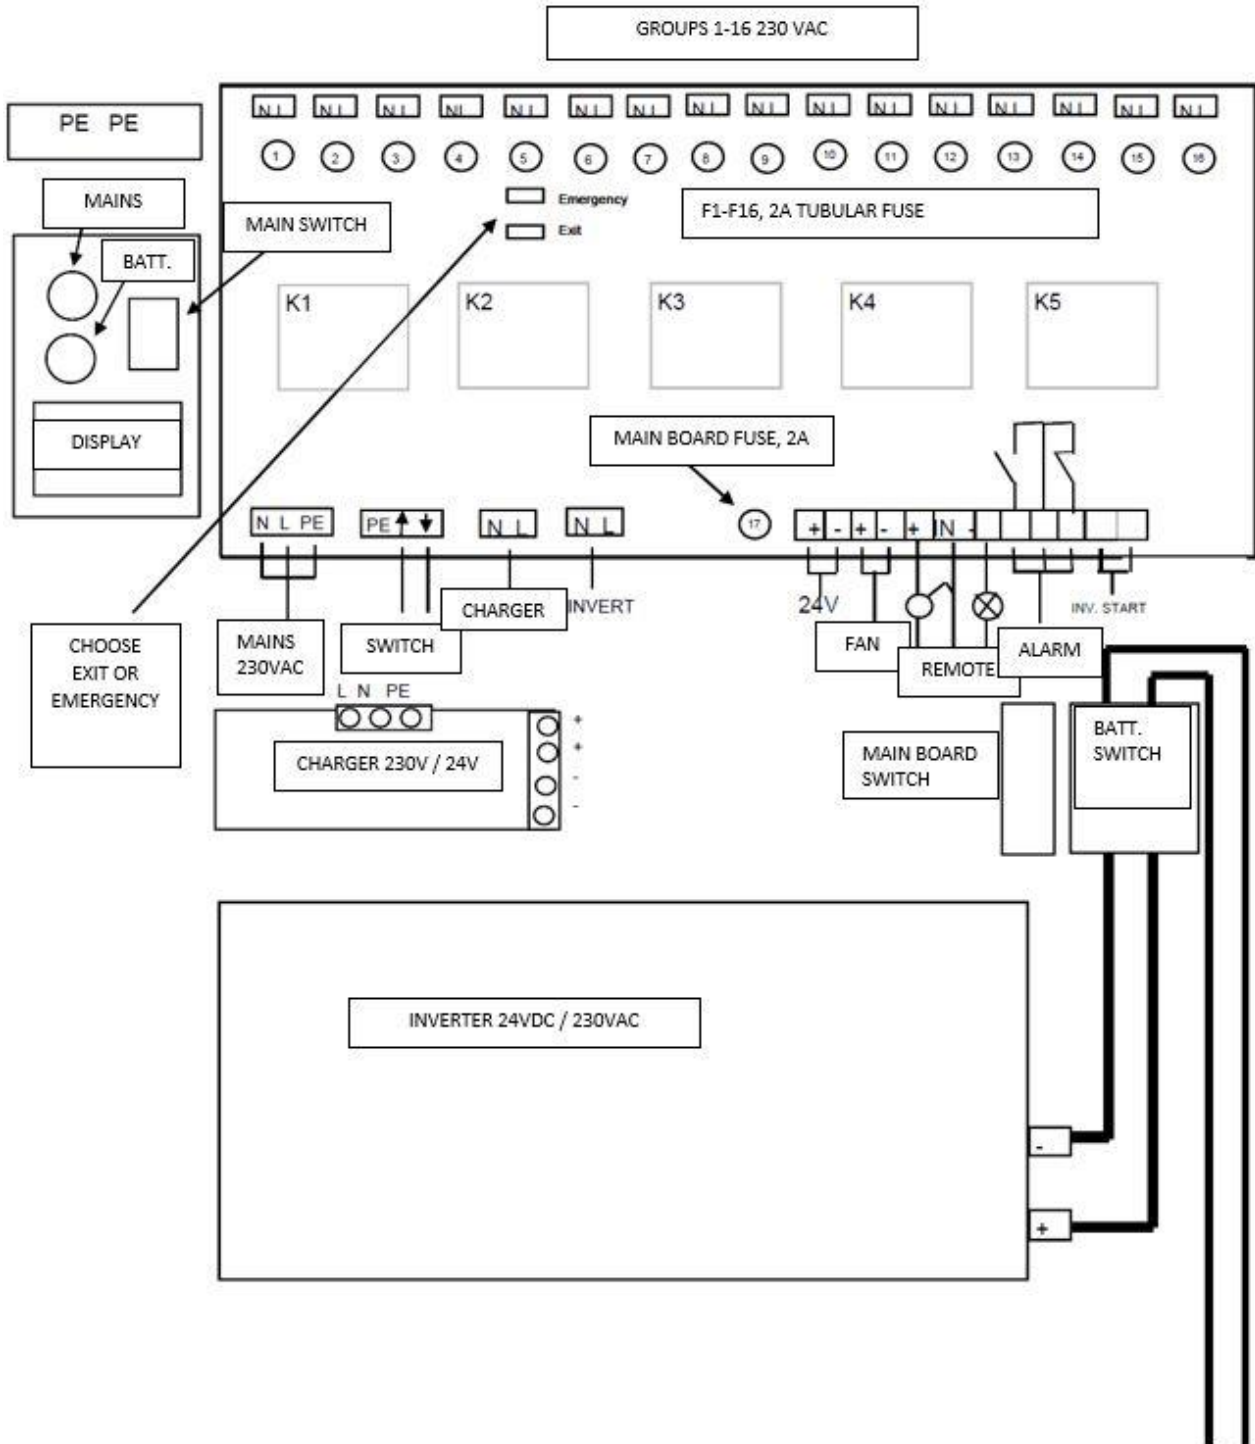 GROUPS 1-16 230 VAC
N L N L N L N L N L N L N L N L N L N L N L N L N L N L N L N L
PE PE
1 2 3 4 5 6 7 8 9 10 11 12 13 14 15 16
MAINS
Emergency
F1-F16, 2A TUBULAR FUSE
MAIN SWITCH
Exit
BATT.
K1 K2 K3 K4 K5
DISPLAY
MAIN BOARD FUSE, 2A
N L PE
PE
N L
N L
17
+ - + - + IN -
24V
INVERT
INV. START
CHARGER
FAN
ALARM
REMOTE
MAINS
230VAC
SWITCH
CHOOSE
EXIT OR
EMERGENCY
L N PE
+
+
-
-
CHARGER 230V / 24V
MAIN BOARD
SWITCH
BATT.
SWITCH
INVERTER 24VDC / 230VAC
-
+